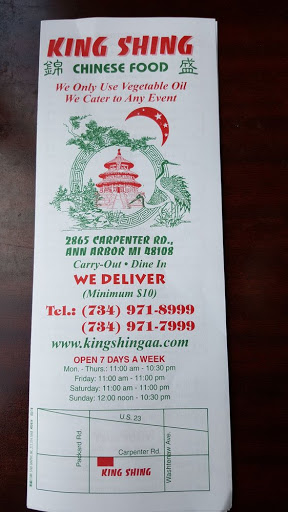 KING SHING
錦 CHINESE FOOD 盛
We Only Use Vegetable Oil
We Cater to Any Event
2865 CARPENTER RD.,
ANN ARBOR MI 48108
Carry-Out • Dine In
WE DELIVER
(Minimum $10)
Tel.: (734) 971-8999
(734) 971-7999
www.kingshingaa.com
OPEN 7 DAYS A WEEK
Mon. - Thurs.: 11:00 am - 10:30 pm
Friday: 11:00 am - 11:00 pm
Saturday: 11:00 am - 11:00 pm
Sunday: 12:00 noon - 10:30 pm
U.S. 23
Packard Rd.
Carpenter Rd.
Washtenaw Ave.
KING SHING